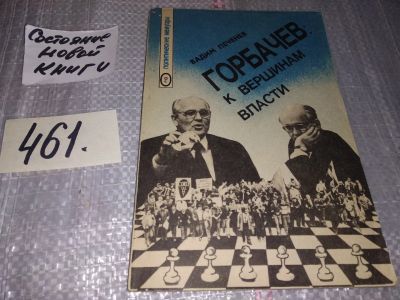 Состояние
Новой
книги
461.
ВАДИМ ПЕЧЕНЕВ
ГОРБАЧЕВ:
К ВЕРШИНАМ
ВЛАСТИ